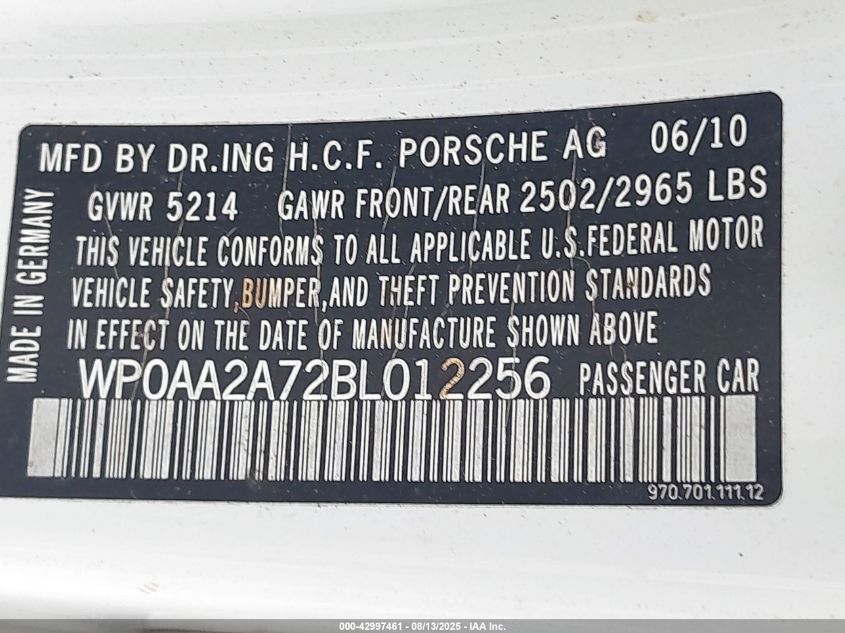 MFD BY DR.ING H.C.F. PORSCHE AG 06/10
GVWR 5214 GAWR FRONT/REAR 2502/2965 LBS
THIS VEHICLE CONFORMS TO ALL APPLICABLE U.S.FEDERAL MOTOR
VEHICLE SAFETY,BUMPER,AND THEFT PREVENTION STANDARDS
IN EFFECT ON THE DATE OF MANUFACTURE SHOWN ABOVE
WP0AA2A72BL012256 PASSENGER CAR
MADE IN GERMANY
970.701.111.12
000-42997461 - 08/13/2025 - IAA Inc.